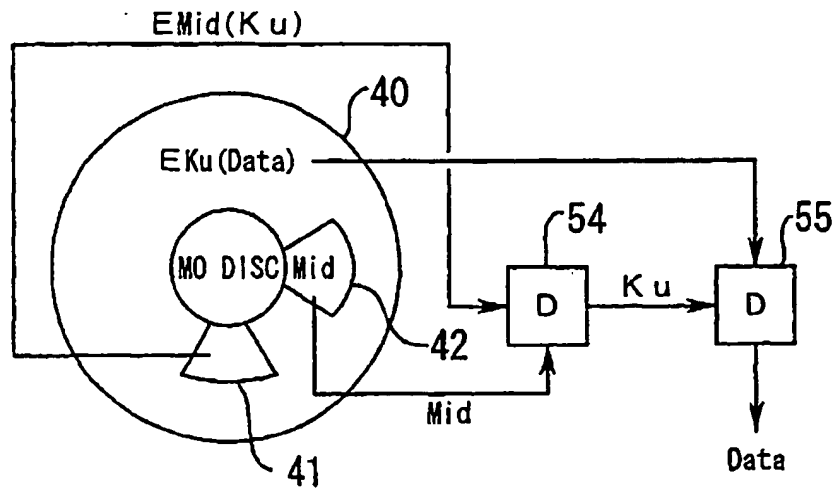 EMid(Ku)
40
EKu(Data)
54
55
MO DISC
Mid
D
Ku
D
42
Mid
41
Data